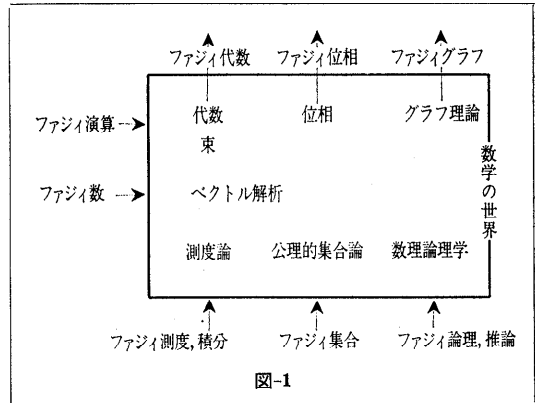 ファジィ代数 ファジィ位相 ファジィグラフ
代数 位相 グラフ理論
ファジィ演算
束
数学の世界
ファジィ数 ベクトル解析
測度論 公理的集合論 数理論理学
ファジィ測度,積分 ファジィ集合 ファジィ論理,推論
図-1